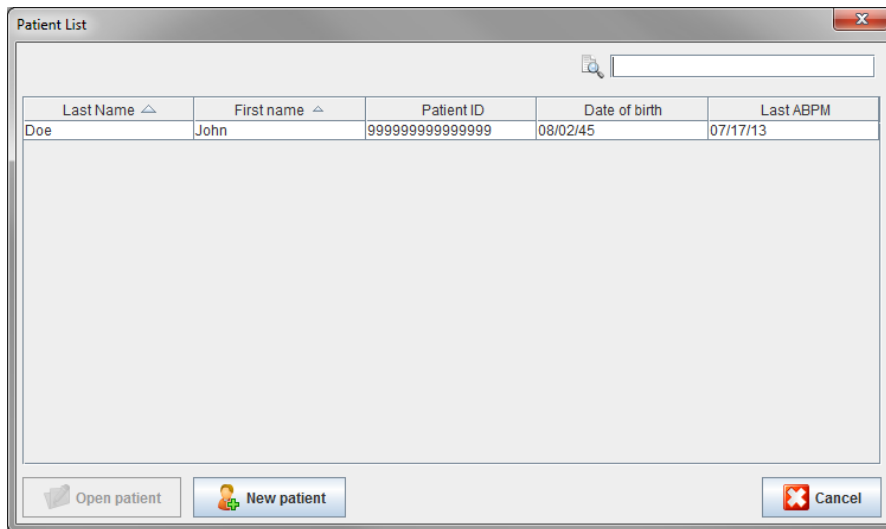 Patient List
Last Name First name Patient ID Date of birth Last ABPM
Doe John 999999999999999 08/02/45 07/17/13
Open patient New patient Cancel